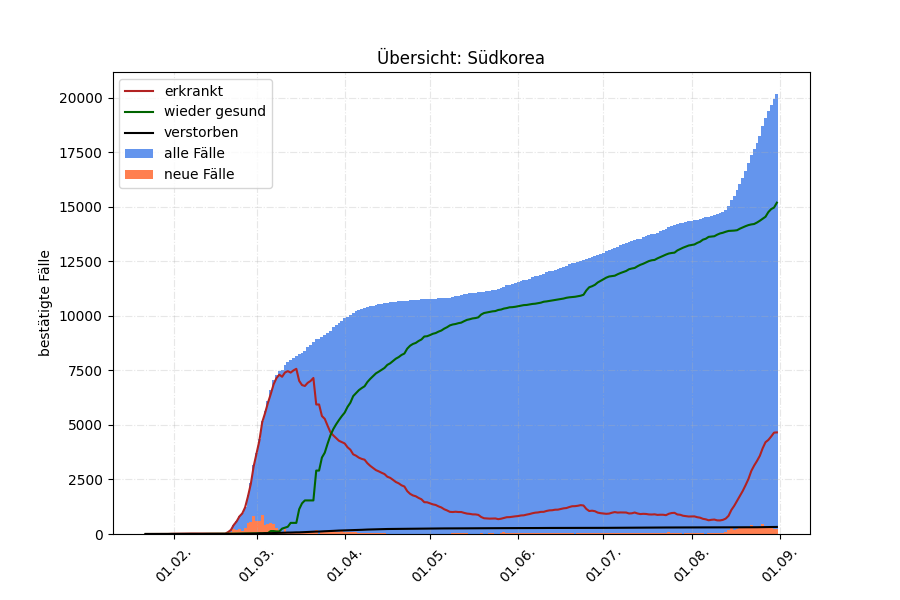 Übersicht: Südkorea
erkrankt
wieder gesund
verstorben
alle Fälle
neue Fälle
bestätigte Fälle
20000
17500
15000
12500
10000
7500
5000
2500
0
01.02.
01.03.
01.04.
01.05.
01.06.
01.07.
01.08.
01.09.